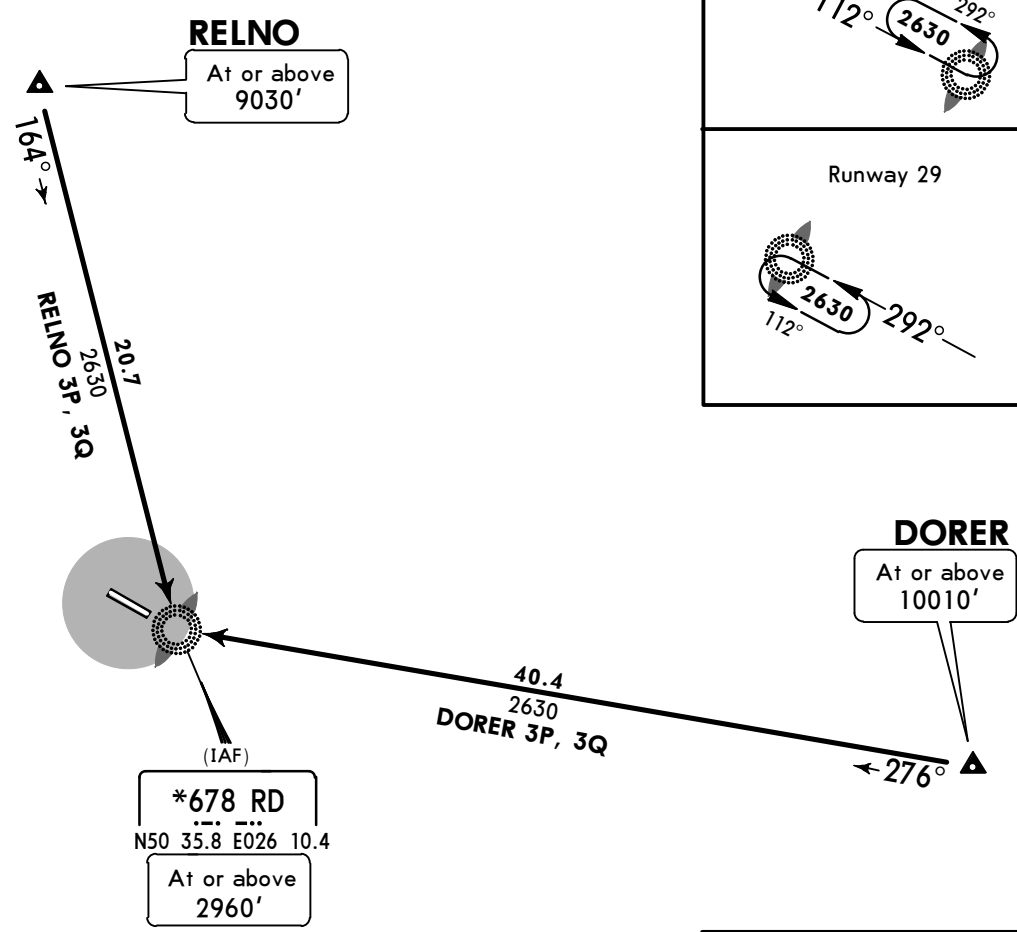 RELNO
At or above
9030'
164°
RELNO 3P, 3Q
2630
20.7
112°
2630
292°
Runway 29
2630
112°
292°
DORER
At or above
10010'
40.4
2630
DORER 3P, 3Q
276°
(IAF)
*678 RD
N50 35.8 E026 10.4
At or above
2960'